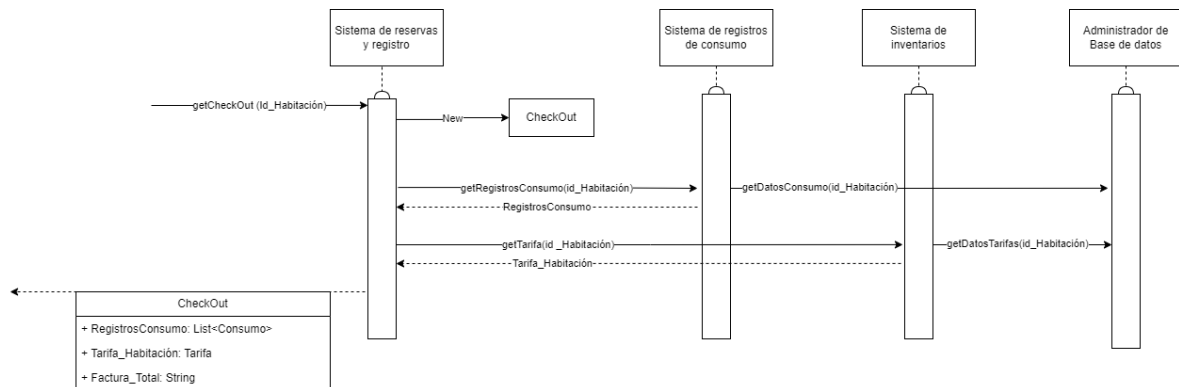 Sistema de reservas
y registro
Sistema de registros
de consumo
Sistema de
inventarios
Administrador de
Base de datos
getCheckOut (Id_Habitación)
New
CheckOut
getRegistrosConsumo(id_Habitación)
getDatosConsumo(id_Habitación)
RegistrosConsumo
getTarifa(id _Habitación)
getDatosTarifas(id_Habitación)
Tarifa_Habitación
CheckOut
+ RegistrosConsumo: List<Consumo>
+ Tarifa_Habitación: Tarifa
+ Factura_Total: String